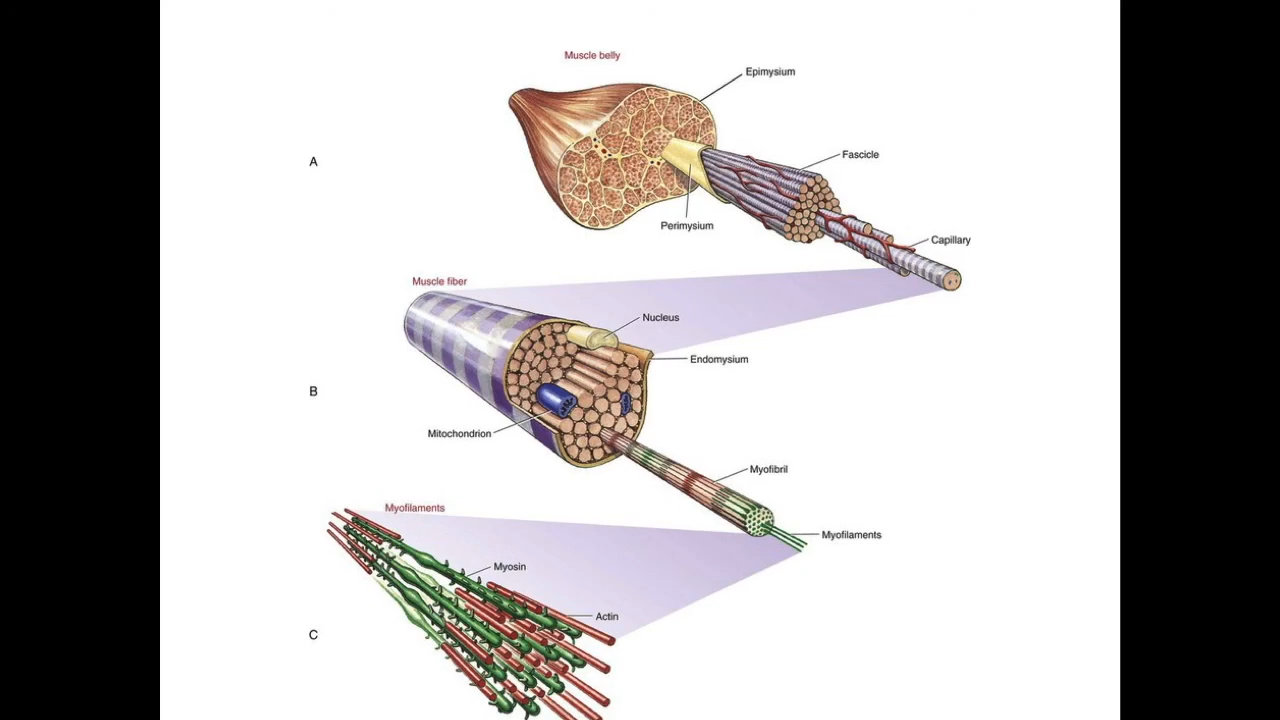 Muscle belly
Epimysium
Fascicle
A
Perimysium
Capillary
Muscle fiber
Nucleus
Endomysium
B
Mitochondrion
Myofibril
Myofilaments
Myofilaments
Myosin
Actin
C